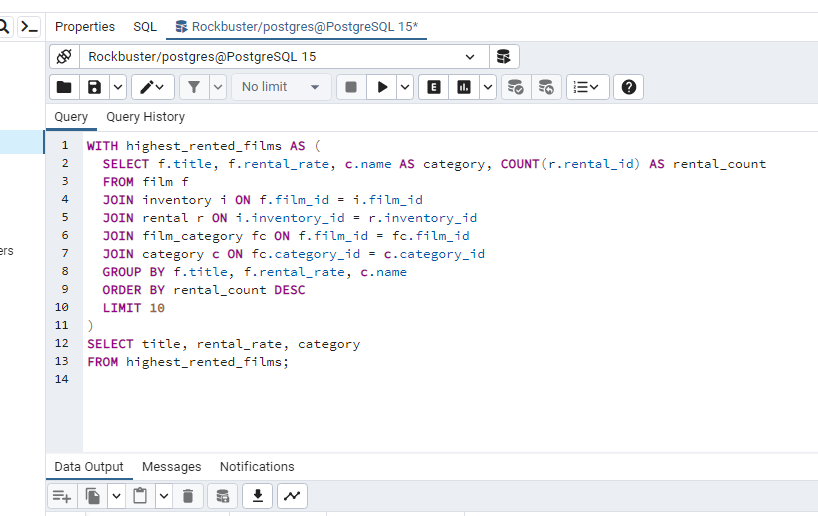 Properties SQL Rockbuster/postgres@PostgreSQL 15*
Rockbuster/postgres@PostgreSQL 15
No limit
E
Query Query History
1 WITH highest_rented_films AS (
2 SELECT f.title, f.rental_rate, c.name AS category, COUNT(r.rental_id) AS rental_count
3 FROM film f
4 JOIN inventory i ON f.film_id = i.film_id
5 JOIN rental r ON i.inventory_id = r.inventory_id
6 JOIN film_category fc ON f.film_id = fc.film_id
7 JOIN category c ON fc.category_id = c.category_id
8 GROUP BY f.title, f.rental_rate, c.name
9 ORDER BY rental_count DESC
10 LIMIT 10
11 )
12 SELECT title, rental_rate, category
13 FROM highest_rented_films;
14
ers
Data Output Messages Notifications